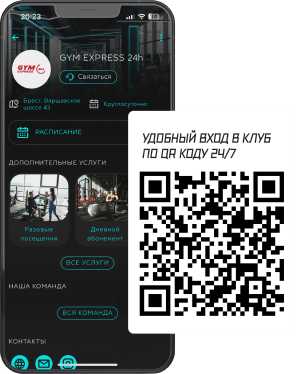 20:23
GYM EXPRESS 24h
GYM
EXPRESS
Связаться
Брест, Варшавское
шоссе 43
Круглосуточно
РАСПИСАНИЕ
УДОБНЫЙ ВХОД В КЛУБ
ПО QR КОДУ 24/7
ДОПОЛНИТЕЛЬНЫЕ УСЛУГИ
Разовые
посещения
Дневной
абонемент
ВСЕ УСЛУГИ
НАША КОМАНДА
ВСЯ КОМАНДА
КОНТАКТЫ